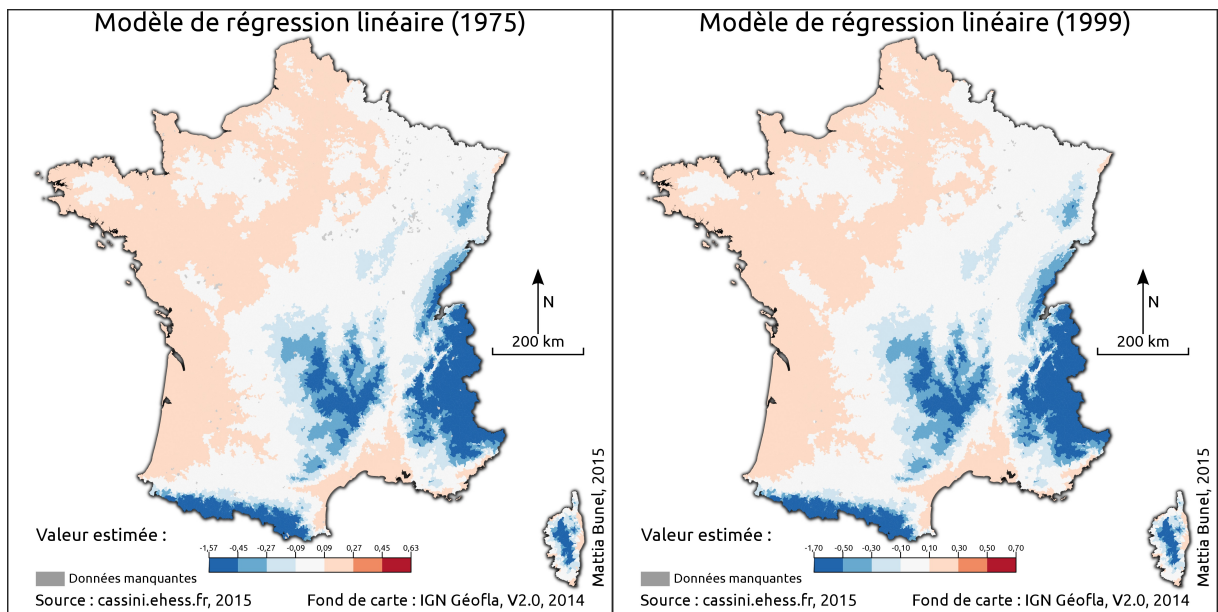 Modèle de régression linéaire (1975)
N
200 km
Mattia Bunel, 2015
Valeur estimée :
-1,57 -0,45 -0,27 -0,09 0,09 0,27 0,45 0,63
Données manquantes
Source : cassini.ehess.fr, 2015 Fond de carte : IGN Géofla, V2.0, 2014
Modèle de régression linéaire (1999)
N
200 km
Mattia Bunel, 2015
Valeur estimée :
-1,70 -0,50 -0,30 -0,10 0,10 0,30 0,50 0,70
Données manquantes
Source : cassini.ehess.fr, 2015 Fond de carte : IGN Géofla, V2.0, 2014